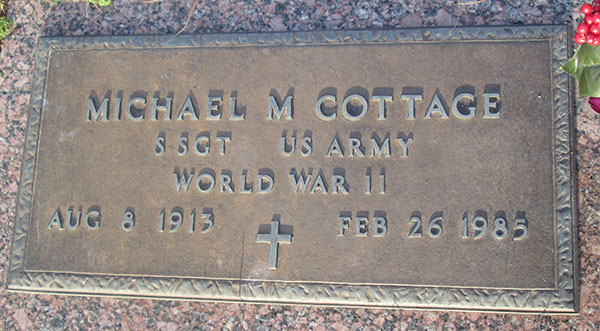 MICHAEL M COTTAGE
S SGT US ARMY
WORLD WAR II
AUG 8 1913 FEB 26 1985